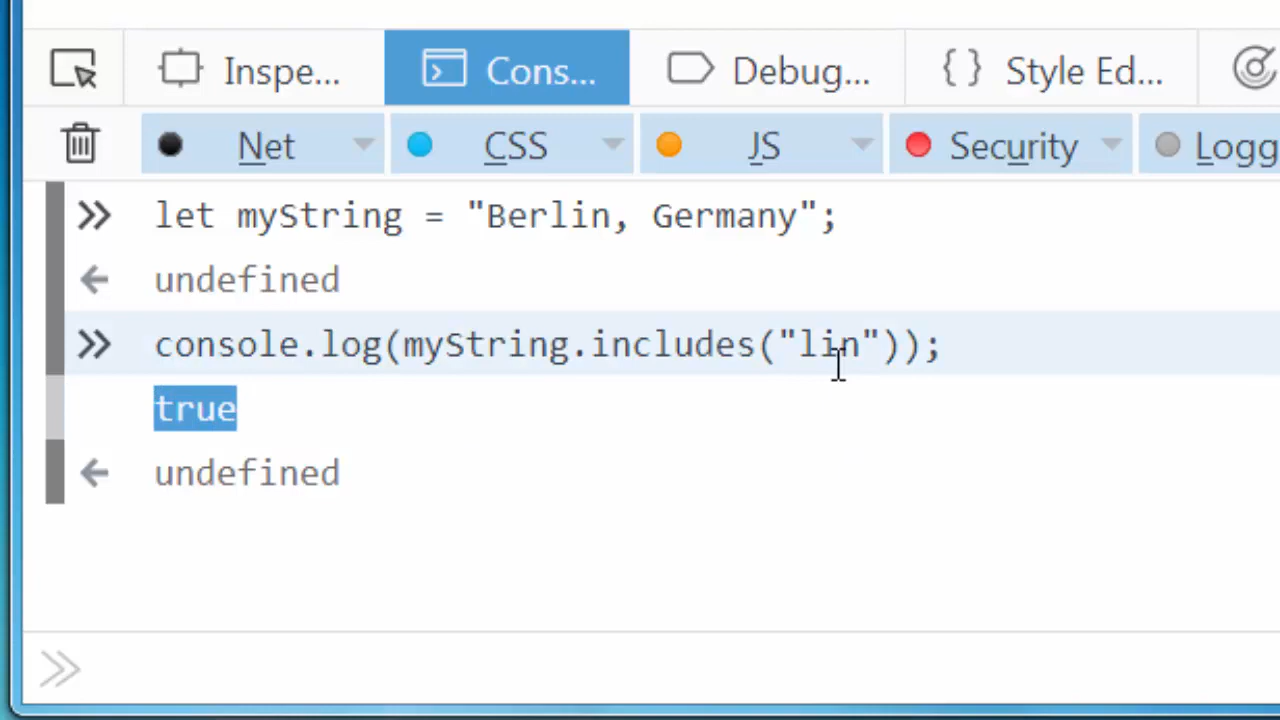 Inspe... Cons... Debug... Style Ed...
Net CSS JS Security Logg
let myString = "Berlin, Germany";
undefined
console.log(myString.includes("lin"));
true
undefined